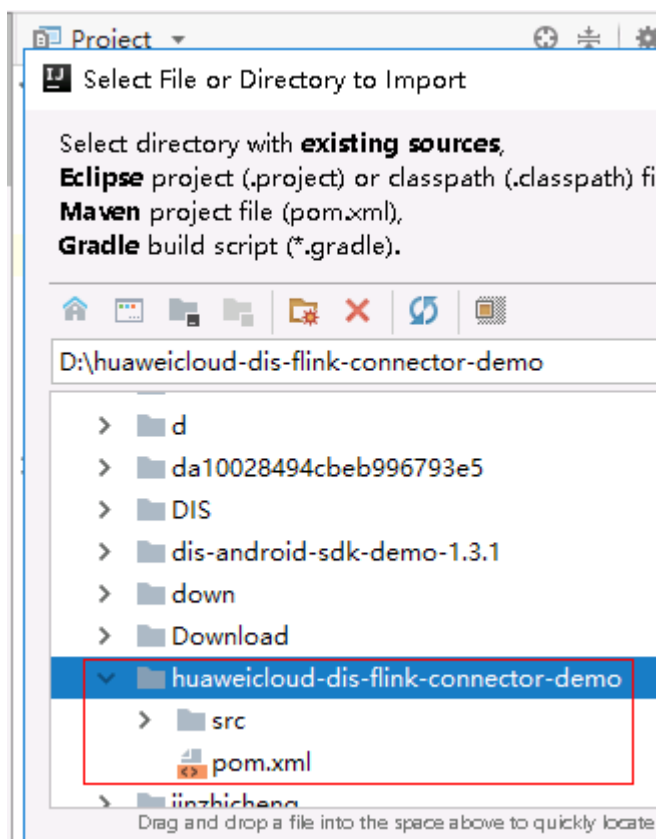 Project
Select File or Directory to Import
Select directory with existing sources,
Eclipse project (.project) or classpath (.classpath) fi
Maven project file (pom.xml),
Gradle build script (*.gradle).
D:\huaweicloud-dis-flink-connector-demo
d
da10028494cbeb996793e5
DIS
dis-android-sdk-demo-1.3.1
down
Download
huaweicloud-dis-flink-connector-demo
src
pom.xml
jinzhicheng
Drag and drop a file into the space above to quickly locate